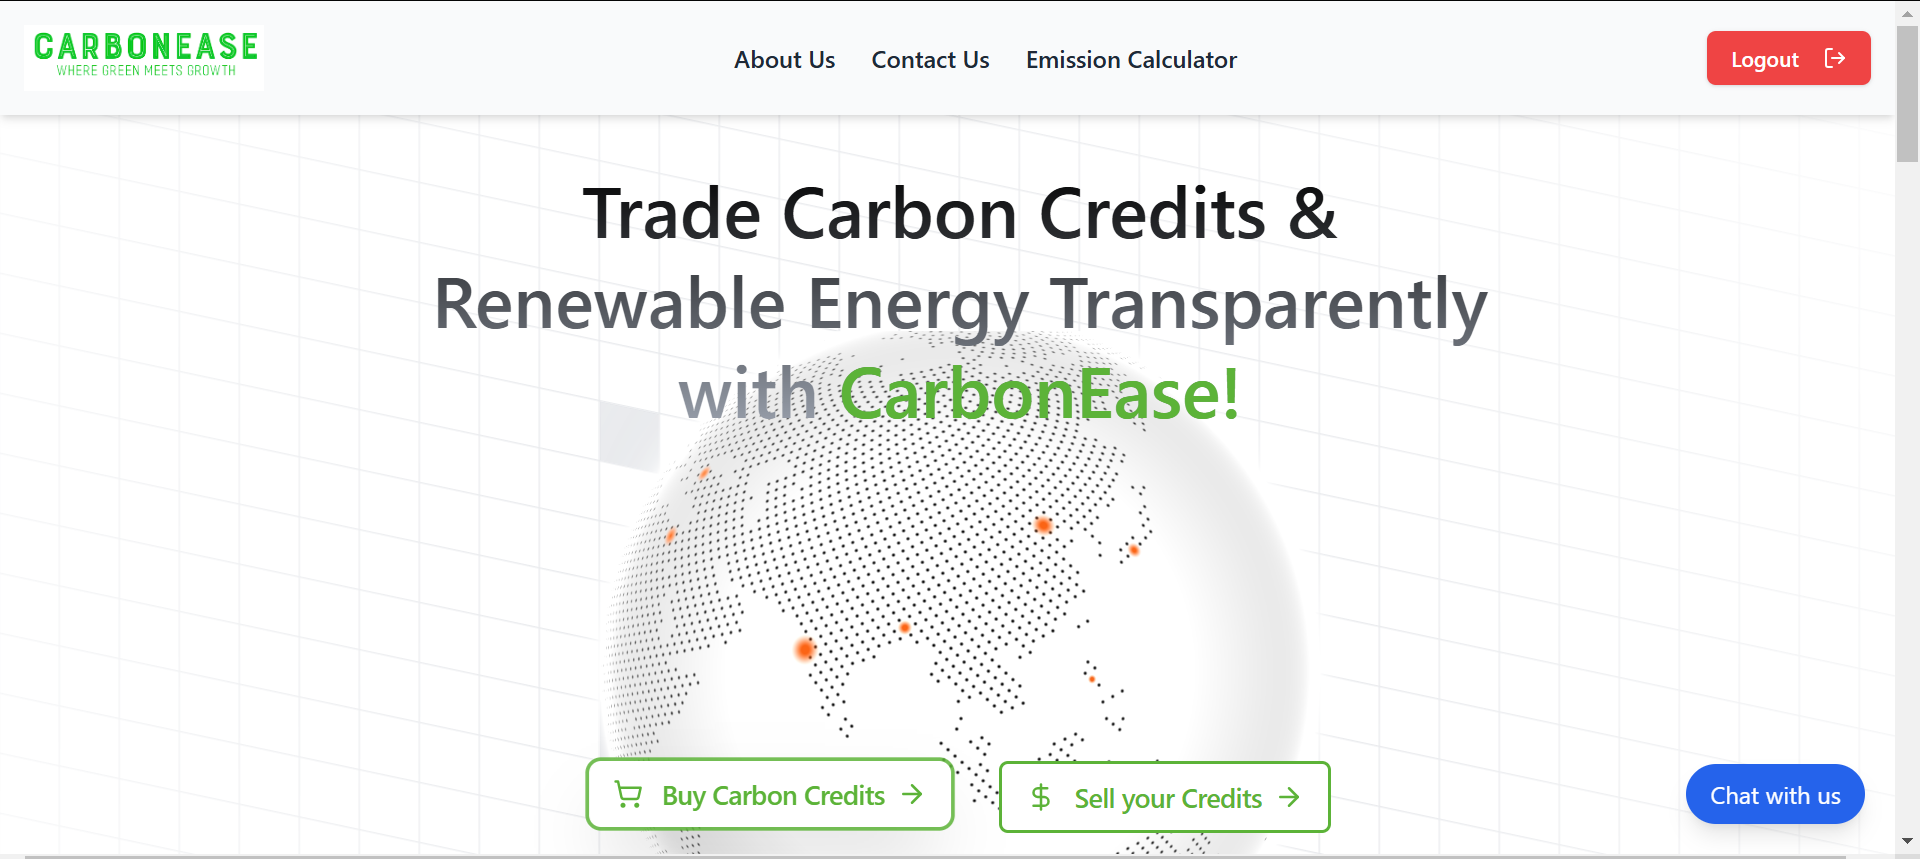 CARBONEASE
WHERE GREEN MEETS GROWTH
About Us
Contact Us
Emission Calculator
Logout
Trade Carbon Credits &
Renewable Energy Transparently
with CarbonEase!
Buy Carbon Credits
Sell your Credits
Chat with us